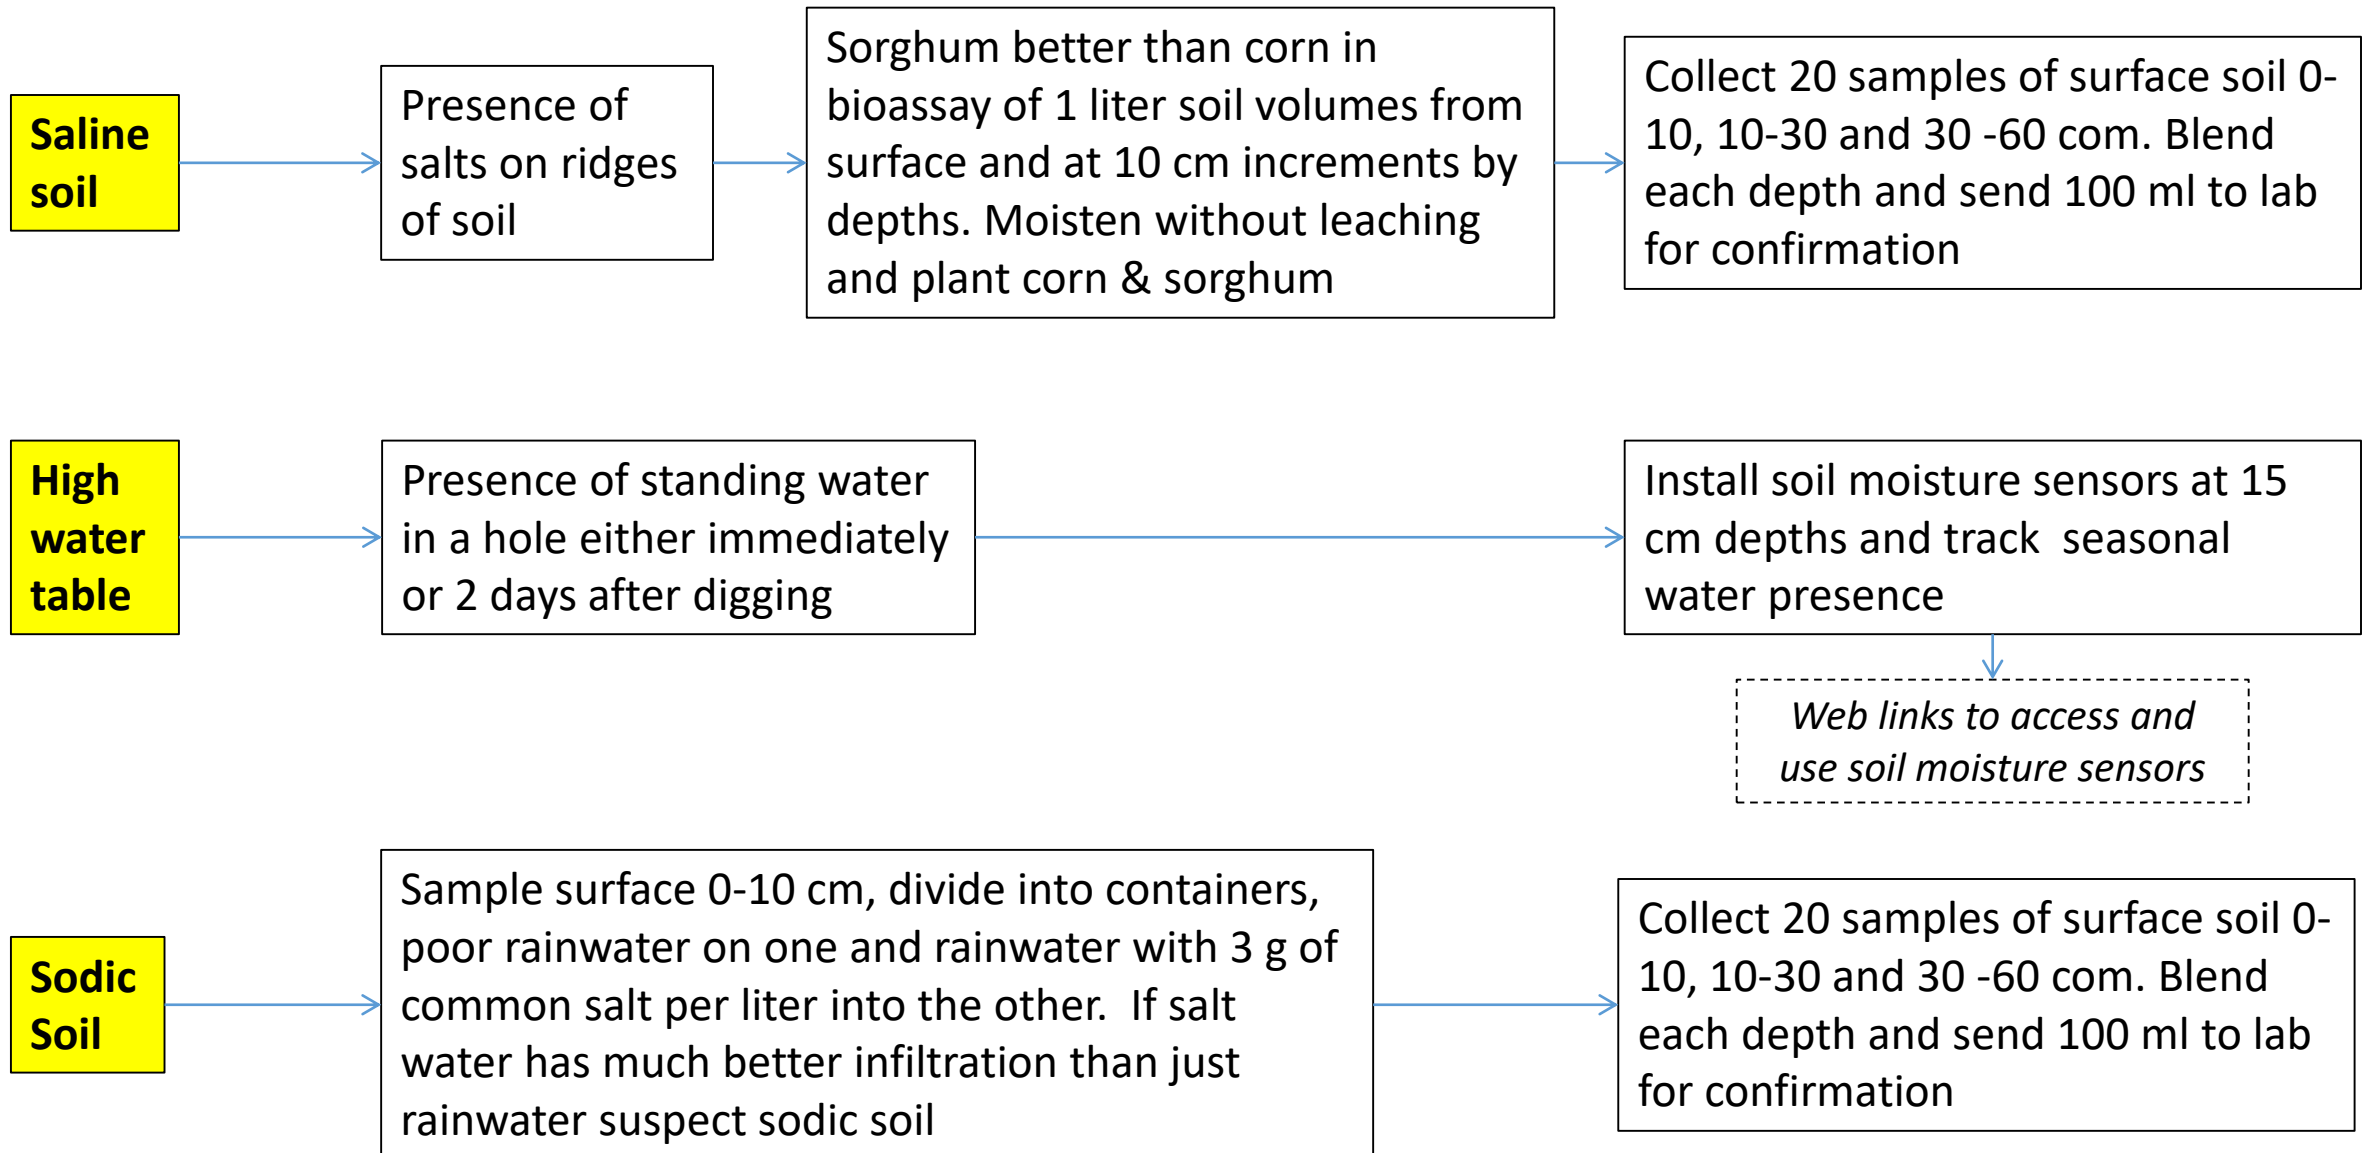 Saline
soil
Presence of
salts on ridges
of soil
Sorghum better than corn in
bioassay of 1 liter soil volumes from
surface and at 10 cm increments by
depths. Moisten without leaching
and plant corn & sorghum
Collect 20 samples of surface soil 0-
10, 10-30 and 30 -60 com. Blend
each depth and send 100 ml to lab
for confirmation
High
water
table
Presence of standing water
in a hole either immediately
or 2 days after digging
Install soil moisture sensors at 15
cm depths and track  seasonal
water presence
Web links to access and
use soil moisture sensors
Sodic
Soil
Sample surface 0-10 cm, divide into containers,
poor rainwater on one and rainwater with 3 g of
common salt per liter into the other.  If salt
water has much better infiltration than just
rainwater suspect sodic soil
Collect 20 samples of surface soil 0-
10, 10-30 and 30 -60 com. Blend
each depth and send 100 ml to lab
for confirmation